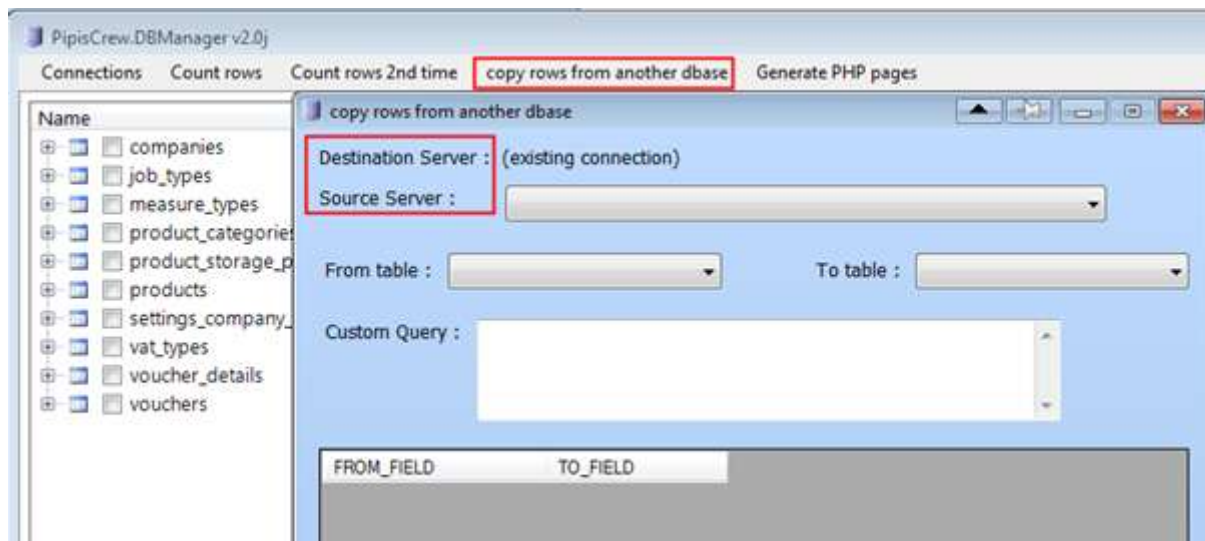 PipisCrew.DBManager v2.0j
Connections Count rows Count rows 2nd time copy rows from another dbase Generate PHP pages
Name
companies
job_types
measure_types
product_categories
product_storage_p
products
settings_company_
vat_types
voucher_details
vouchers
copy rows from another dbase
Destination Server : (existing connection)
Source Server :
From table : To table :
Custom Query :
FROM_FIELD TO_FIELD